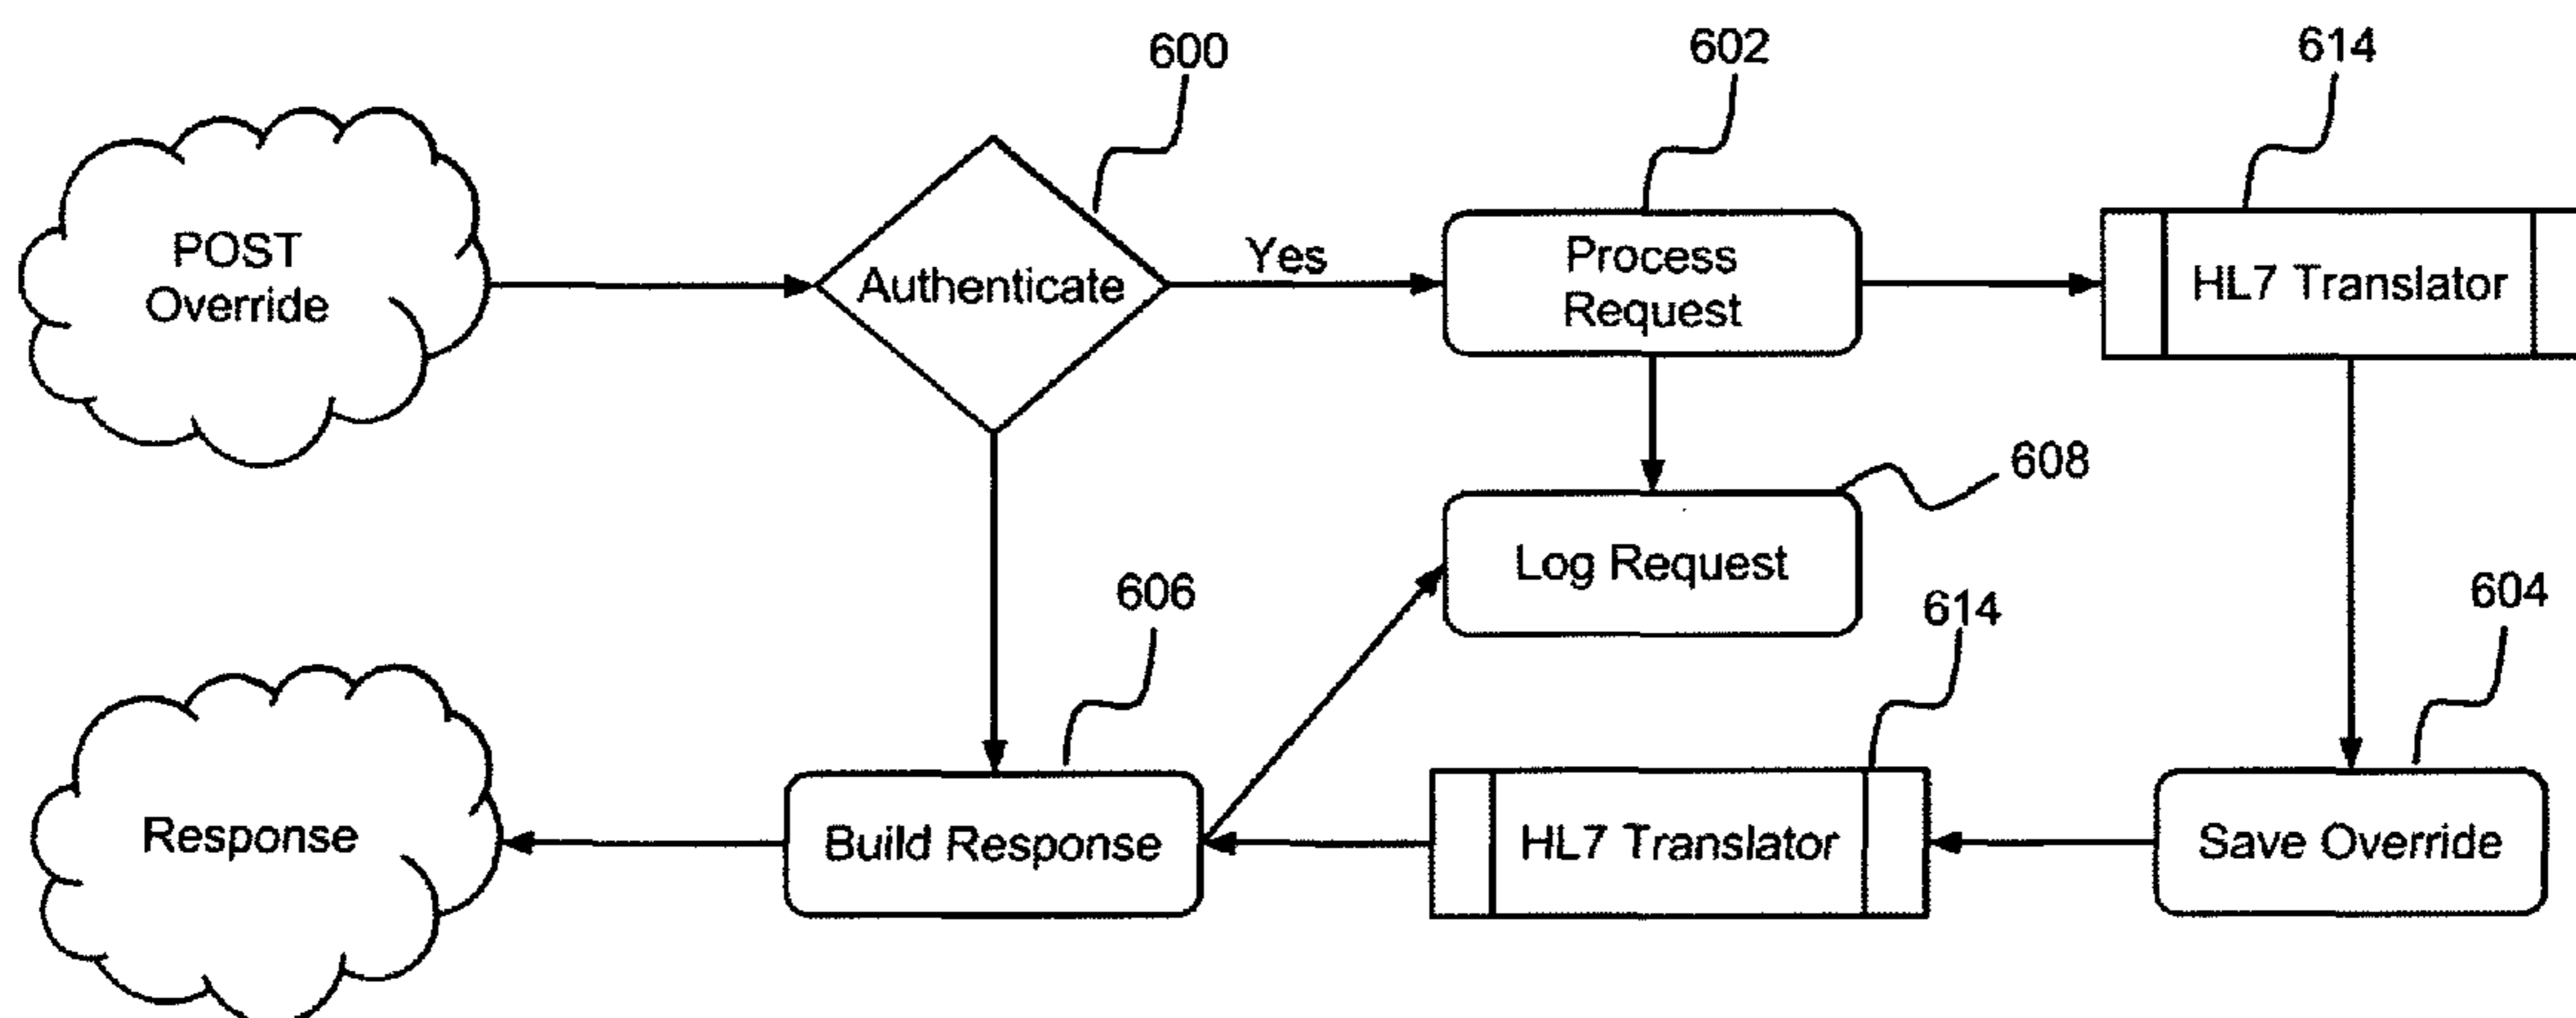 600
602
614
POST
Override
Authenticate
Yes
Process
Request
HL7 Translator
608
Log Request
606
614
604
Response
Build Response
HL7 Translator
Save Override